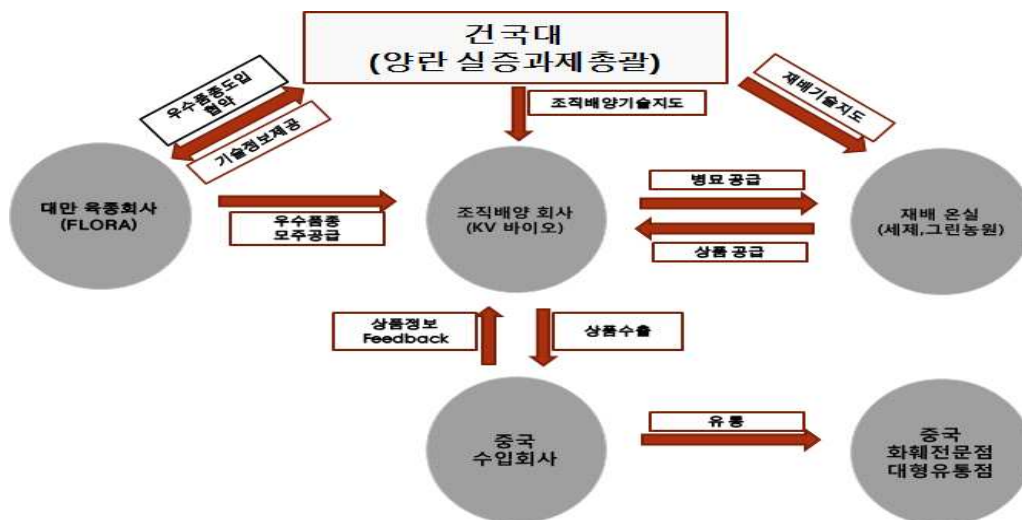 건국대
(양란 실증과제총괄)
우수품종도입
협약
기술정보제공
조직배양기술지도
재배기술지도
대만 육종회사
(FLORA)
우수품종
모주공급
조직배양 회사
(KV 바이오)
병묘 공급
상품 공급
재배 온실
(세제,그린농원)
상품정보
Feedback
상품수출
중국
수입회사
유통
중국
화훼전문점
대형유통점